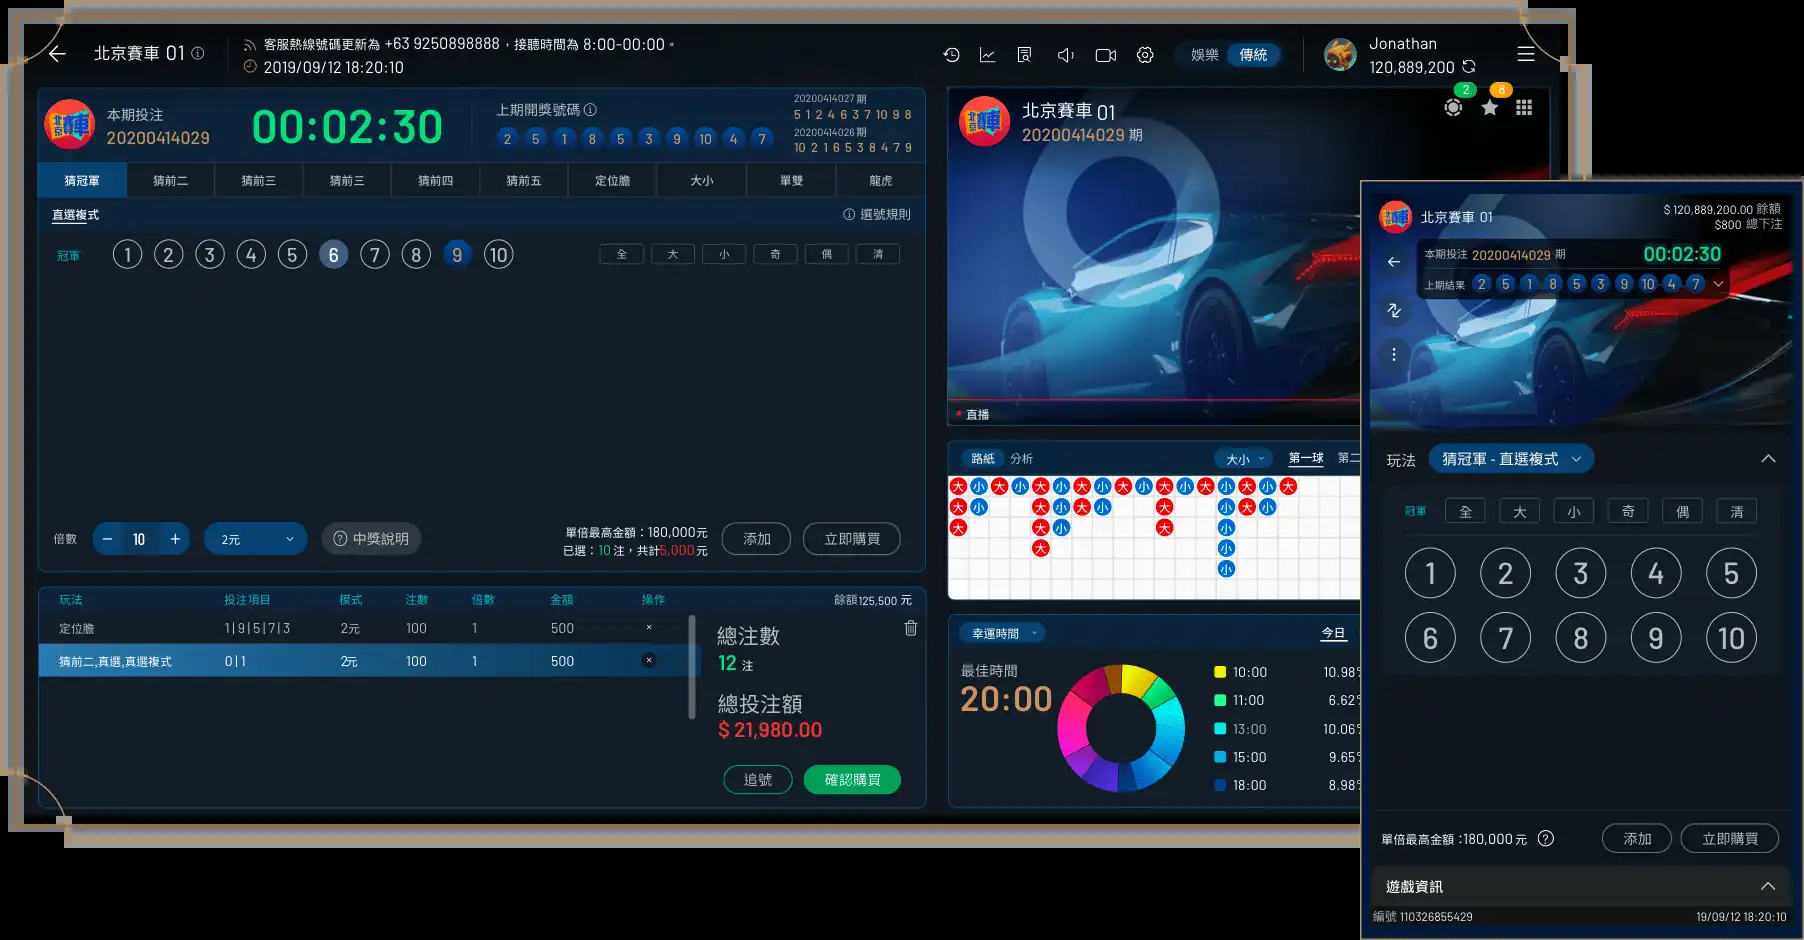 北京賽車 01
客服熱線號碼更新為 +63 9250898888，接聽時間為 8:00-00:00。
2019/09/12 18:20:10
娛樂 傳統
Jonathan
120,889,200
本期投注
20200414029
00:02:30
上期開獎號碼
2 5 1 8 5 3 9 10 4 7
20200414027 期
5 1 2 4 6 3 7 10 9 8
20200414026 期
10 2 1 6 5 3 8 4 7 9
猜冠軍 猜前二 猜前三 猜前三 猜前四 猜前五 定位膽 大小 單雙 龍虎
直選複式
選號規則
冠軍 1 2 3 4 5 6 7 8 9 10 全 大 小 奇 偶 清
倍數 − 10 + 2元 中獎說明
單倍最高金額：180,000元
已選：10 注，共計5,000元
添加 立即購買
玩法 投注項目 模式 注數 倍數 金額 操作 餘額125,500 元
定位膽 1|9|5|7|3 2元 100 1 500 ×
猜前二,真選,真選複式 0|1 2元 100 1 500 ×
總注數
12 注
總投注額
$ 21,980.00
追號 確認購買
2 8
北京賽車 01
20200414029 期
直播
路紙 分析 大小 第一球 第二
大 小 大 小 大 小 大 小 大 小 大 小 大 小 大 小 大
大 小 大 小 大 小 大 小 大 小
大 大 小 大 小
大 小
小
幸運時間 今日
最佳時間
20:00
10:00 10.98%
11:00 6.62%
13:00 10.06%
15:00 9.65%
18:00 8.98%
北京賽車 01
$ 120,889,200.00 餘額
$800 總下注
本期投注 20200414029 期 00:02:30
上期結果 2 5 1 8 5 3 9 10 4 7
玩法 猜冠軍 - 直選複式
冠軍 全 大 小 奇 偶 清
1 2 3 4 5
6 7 8 9 10
單倍最高金額 :180,000 元
添加 立即購買
遊戲資訊
編號 110326855429 19/09/12 18:20:10